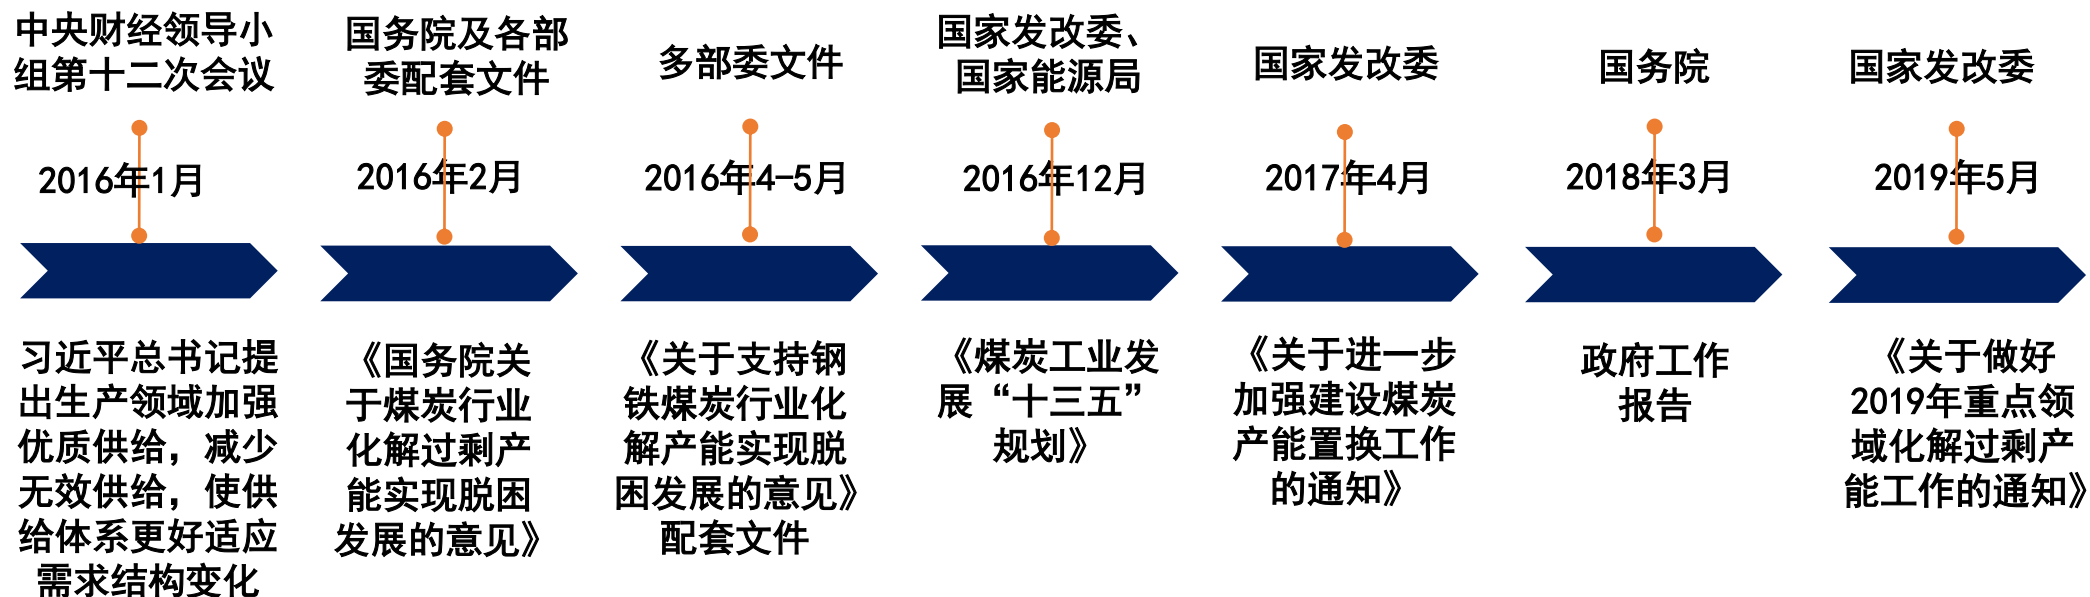 中央财经领导小
组第十二次会议
2016年1月
习近平总书记提
出生产领域加强
优质供给，减少
无效供给，使供
给体系更好适应
需求结构变化
国务院及各部
委配套文件
2016年2月
《国务院关
于煤炭行业
化解过剩产
能实现脱困
发展的意见》
多部委文件
2016年4-5月
《关于支持钢
铁煤炭行业化
解产能实现脱
困发展的意见》
配套文件
国家发改委、
国家能源局
2016年12月
《煤炭工业发
展“十三五”
规划》
国家发改委
2017年4月
《关于进一步
加强建设煤炭
产能置换工作
的通知》
国务院
2018年3月
政府工作
报告
国家发改委
2019年5月
《关于做好
2019年重点领
域化解过剩产
能工作的通知》